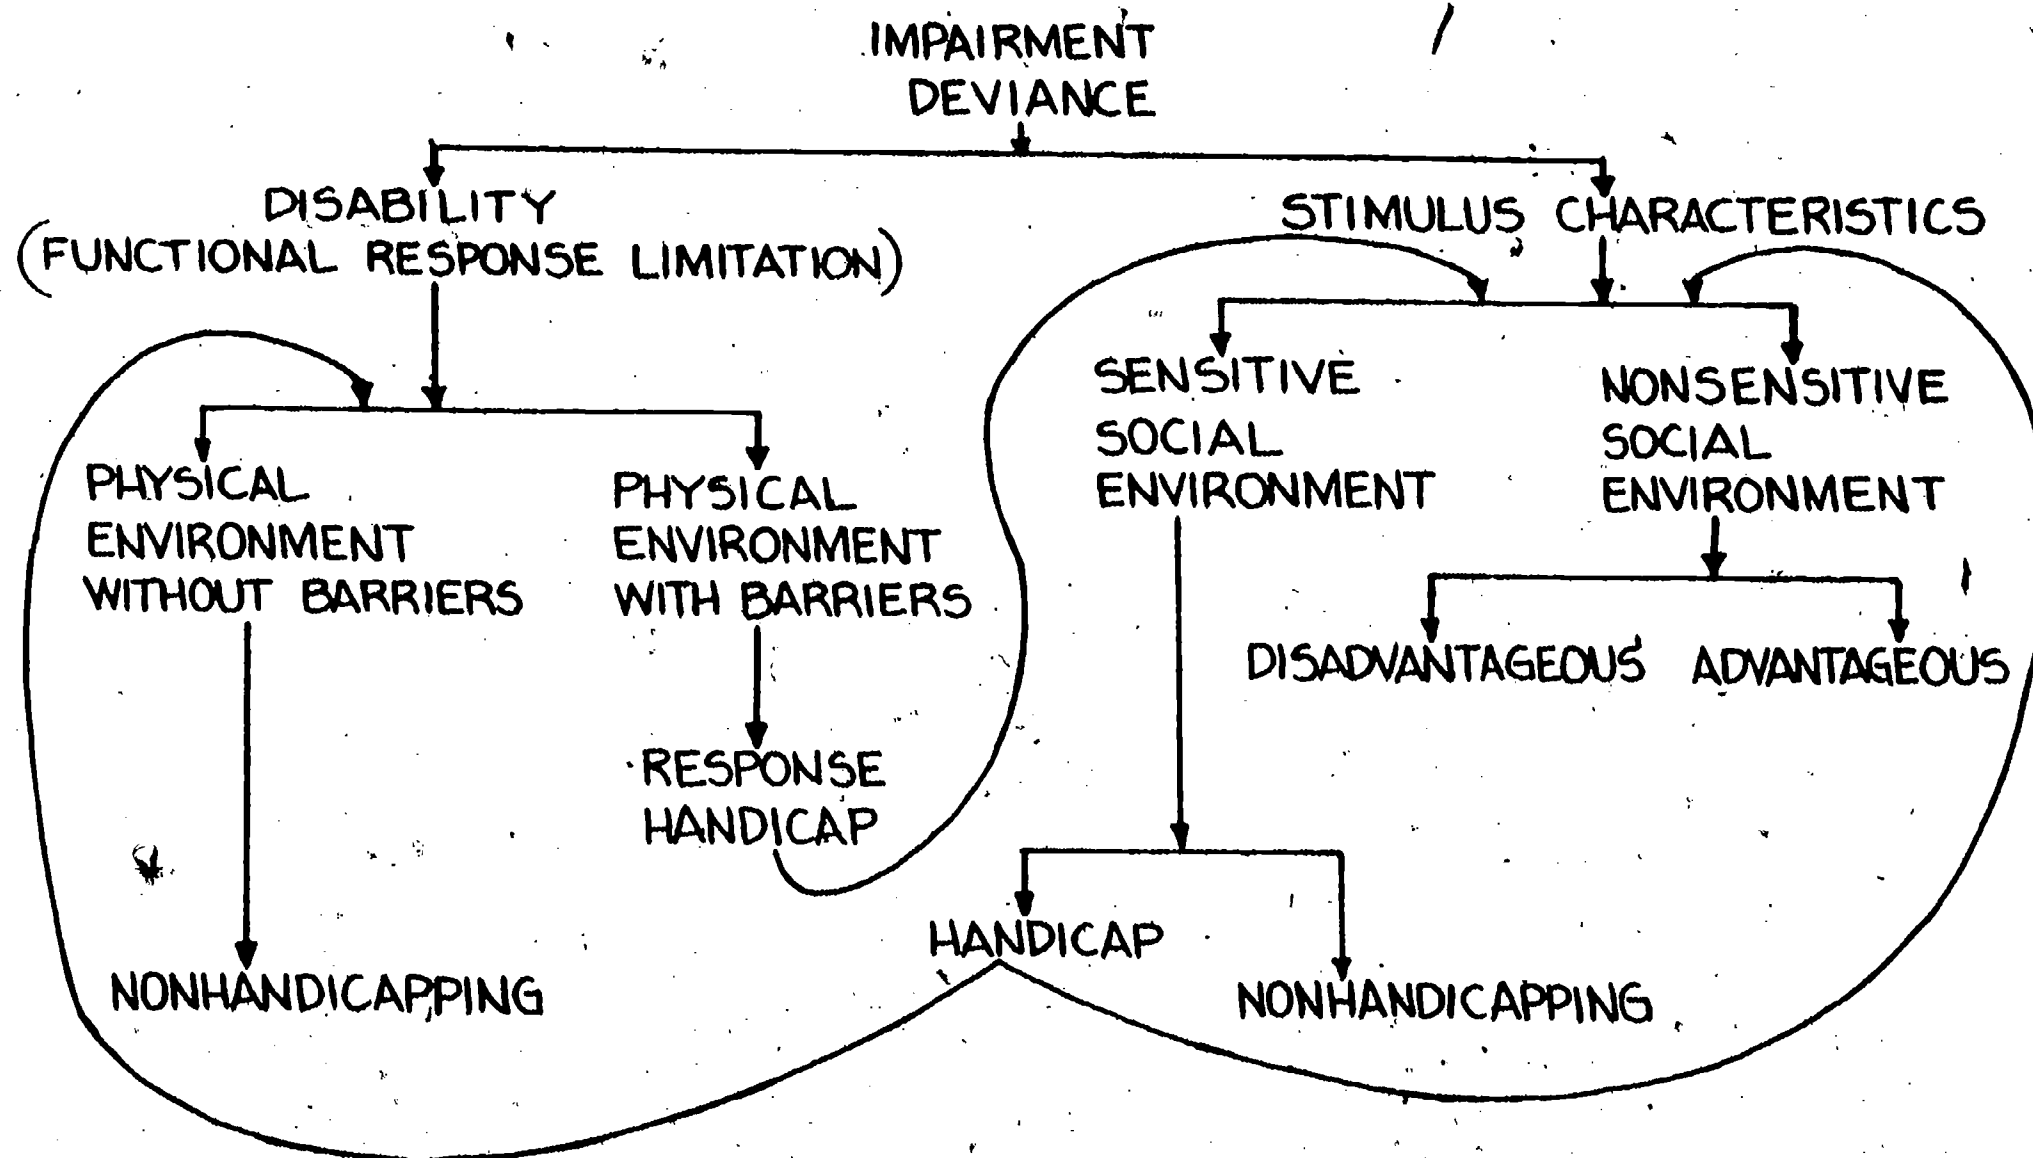 IMPAIRMENT
DEVIANCE
DISABILITY
(FUNCTIONAL RESPONSE LIMITATION)
STIMULUS CHARACTERISTICS
PHYSICAL
ENVIRONMENT
WITHOUT BARRIERS
PHYSICAL
ENVIRONMENT
WITH BARRIERS
SENSITIVE
SOCIAL
ENVIRONMENT
NONSENSITIVE
SOCIAL
ENVIRONMENT
DISADVANTAGEOUS
ADVANTAGEOUS
RESPONSE
HANDICAP
HANDICAP
NONHANDICAPPING
NONHANDICAPPING